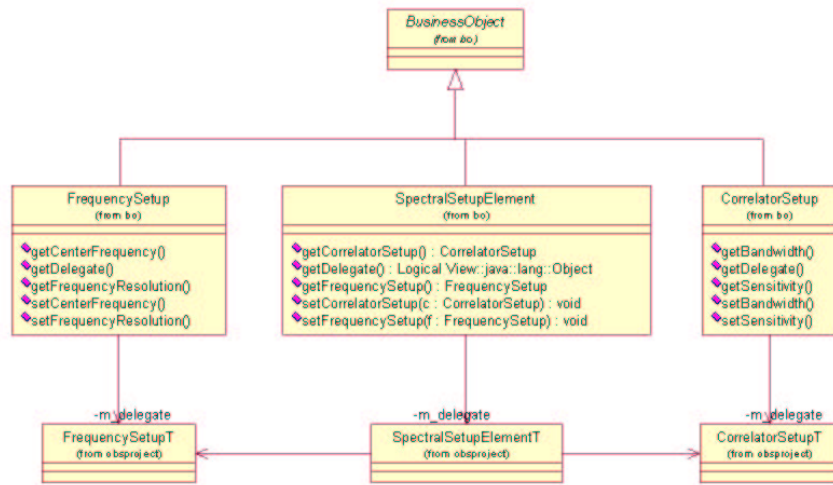 BusinessObject
(from bo)
FrequencySetup
(from bo)
getCenterFrequency()
getDelegate()
getFrequencyResolution()
setCenterFrequency()
setFrequencyResolution()
SpectralSetupElement
(from bo)
getCorrelatorSetup() : CorrelatorSetup
getDelegate() : Logical View::java::lang::Object
getFrequencySetup() : FrequencySetup
setCorrelatorSetup(c : CorrelatorSetup) : void
setFrequencySetup(f : FrequencySetup) : void
CorrelatorSetup
(from bo)
getBandwidth()
getDelegate()
getSensitivity()
setBandwidth()
setSensitivity()
-m_delegate
FrequencySetupT
(from obsproject)
-m_delegate
SpectralSetupElementT
(from obsproject)
-m_delegate
CorrelatorSetupT
(from obsproject)